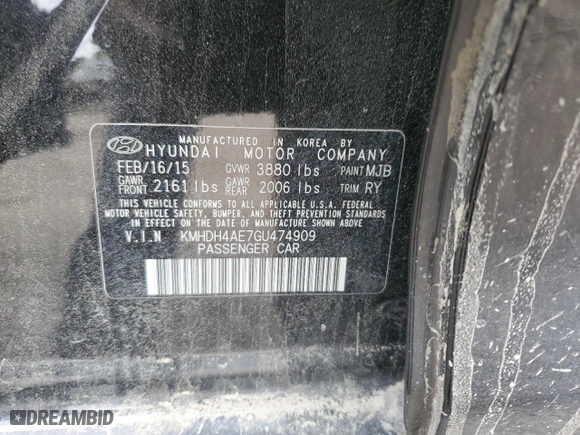 MANUFACTURED IN KOREA BY
HYUNDAI MOTOR COMPANY
FEB/16/15 GVWR 3880 lbs PAINT MJB
GAWR FRONT 2161 lbs GAWR REAR 2006 lbs TRIM RY
THIS VEHICLE CONFORMS TO ALL APPLICABLE U.S.A. FEDERAL
MOTOR VEHICLE SAFETY, BUMPER, AND THEFT PREVENTION
STANDARDS IN EFFECT ON THE DATE OF MANUFACTURE SHOWN
ABOVE
V.I.N KMHDH4AE7GU474909
PASSENGER CAR
DREAMBID